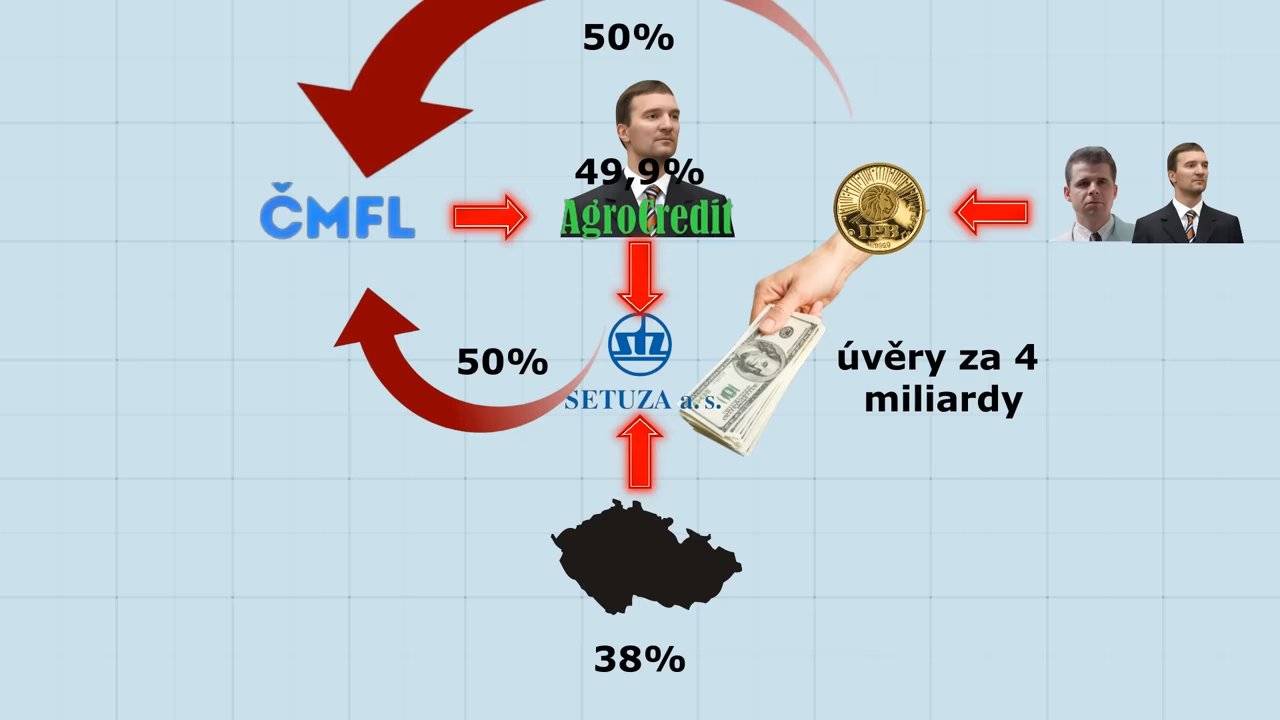 50%
49,9%
ČMFL
AgroCredit
IPB
50%
úvěry za 4
miliardy
SETUZA a.s.
38%